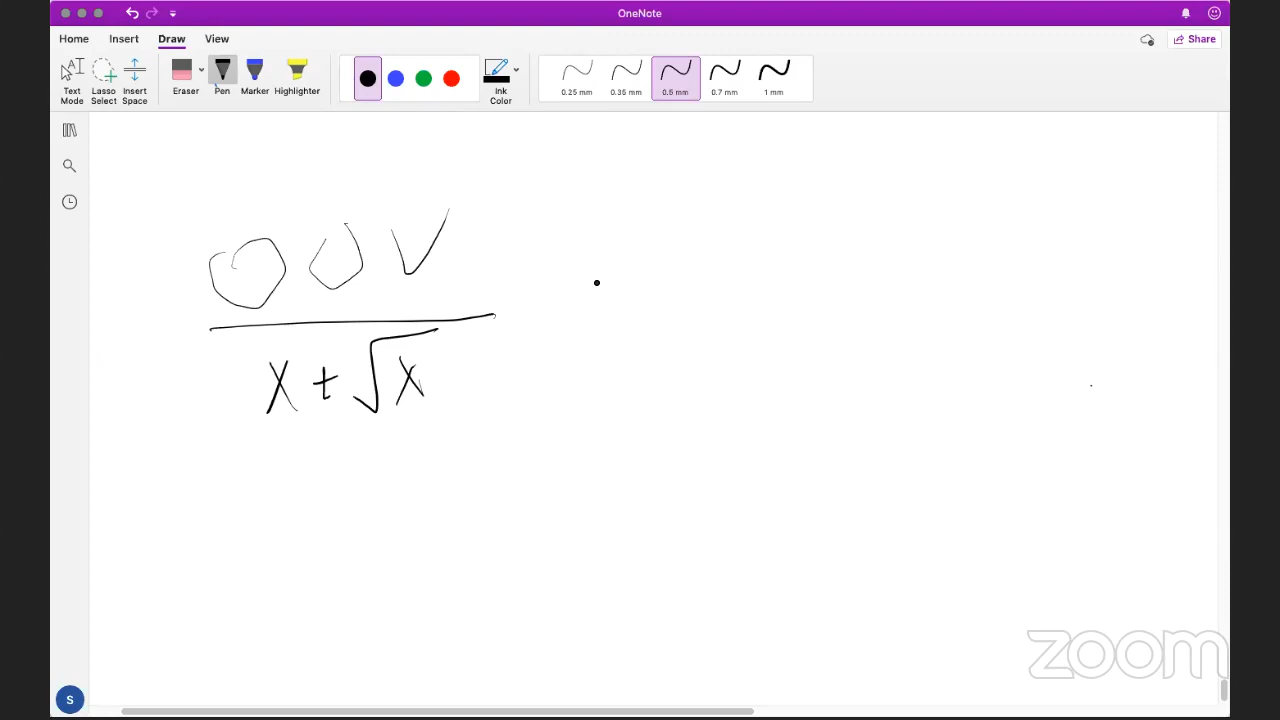 OneNote
Home Insert Draw View
Share
Text Mode
Lasso Select
Insert Space
Eraser
Pen
Marker
Highlighter
Ink Color
0.25 mm
0.35 mm
0.5 mm
0.7 mm
1 mm
x + √x
S
zoom